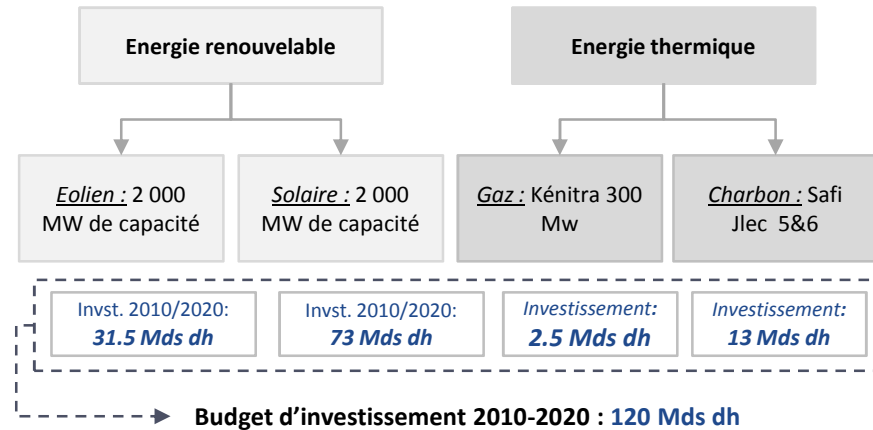 Energie renouvelable
Energie thermique
Eolien : 2 000
MW de capacité
Solaire : 2 000
MW de capacité
Gaz : Kénitra 300
Mw
Charbon : Safi
Jlec 5&6
Invst. 2010/2020:
31.5 Mds dh
Invst. 2010/2020:
73 Mds dh
Investissement:
2.5 Mds dh
Investissement:
13 Mds dh
Budget d’investissement 2010-2020 : 120 Mds dh